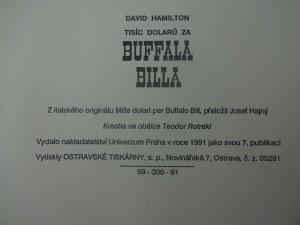 DAVID HAMILTON
TISÍC DOLARŮ ZA
BUFFALA
BILLA
Z italského originálu Mille dolari per Buffalo Bill, přeložil Josef Hajný
Kresba na obálce Teodor Rotrekl
Vydalo nakladatelství Univerzum Praha v roce 1991 jako svou 7. publikaci
Vytiskly OSTRAVSKÉ TISKÁRNY, s. p., Novinářská 7, Ostrava, č. z. 05281
59 - 306 - 91